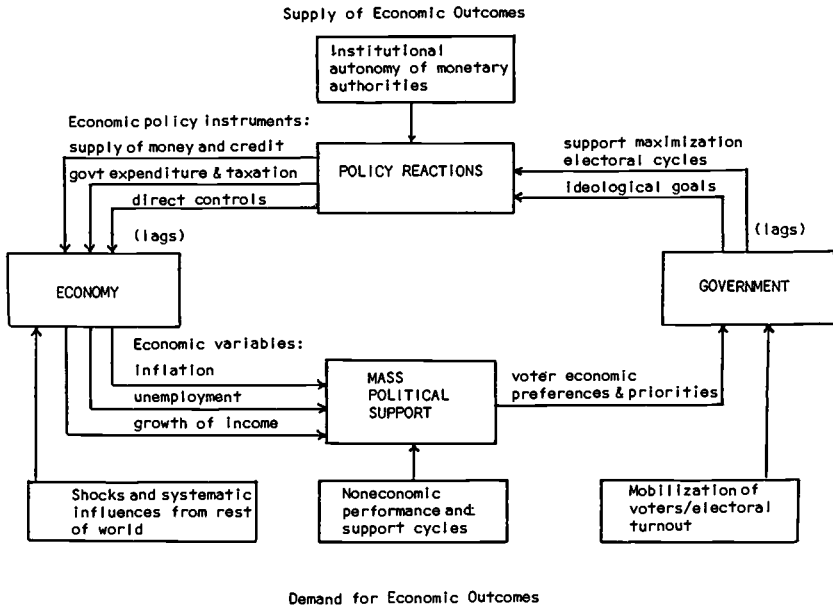 Supply of Economic Outcomes
Institutional
autonomy of monetary
authorities
Economic policy instruments:
supply of money and credit
govt expenditure & taxation
direct controls
(lags)
POLICY REACTIONS
support maximization
electoral cycles
ideological goals
(lags)
ECONOMY
GOVERNMENT
Economic variables:
inflation
unemployment
growth of income
MASS
POLITICAL
SUPPORT
voter economic
preferences & priorities
Shocks and systematic
influences from rest
of world
Noneconomic
performance and
support cycles
Mobilization of
voters/electoral
turnout
Demand for Economic Outcomes